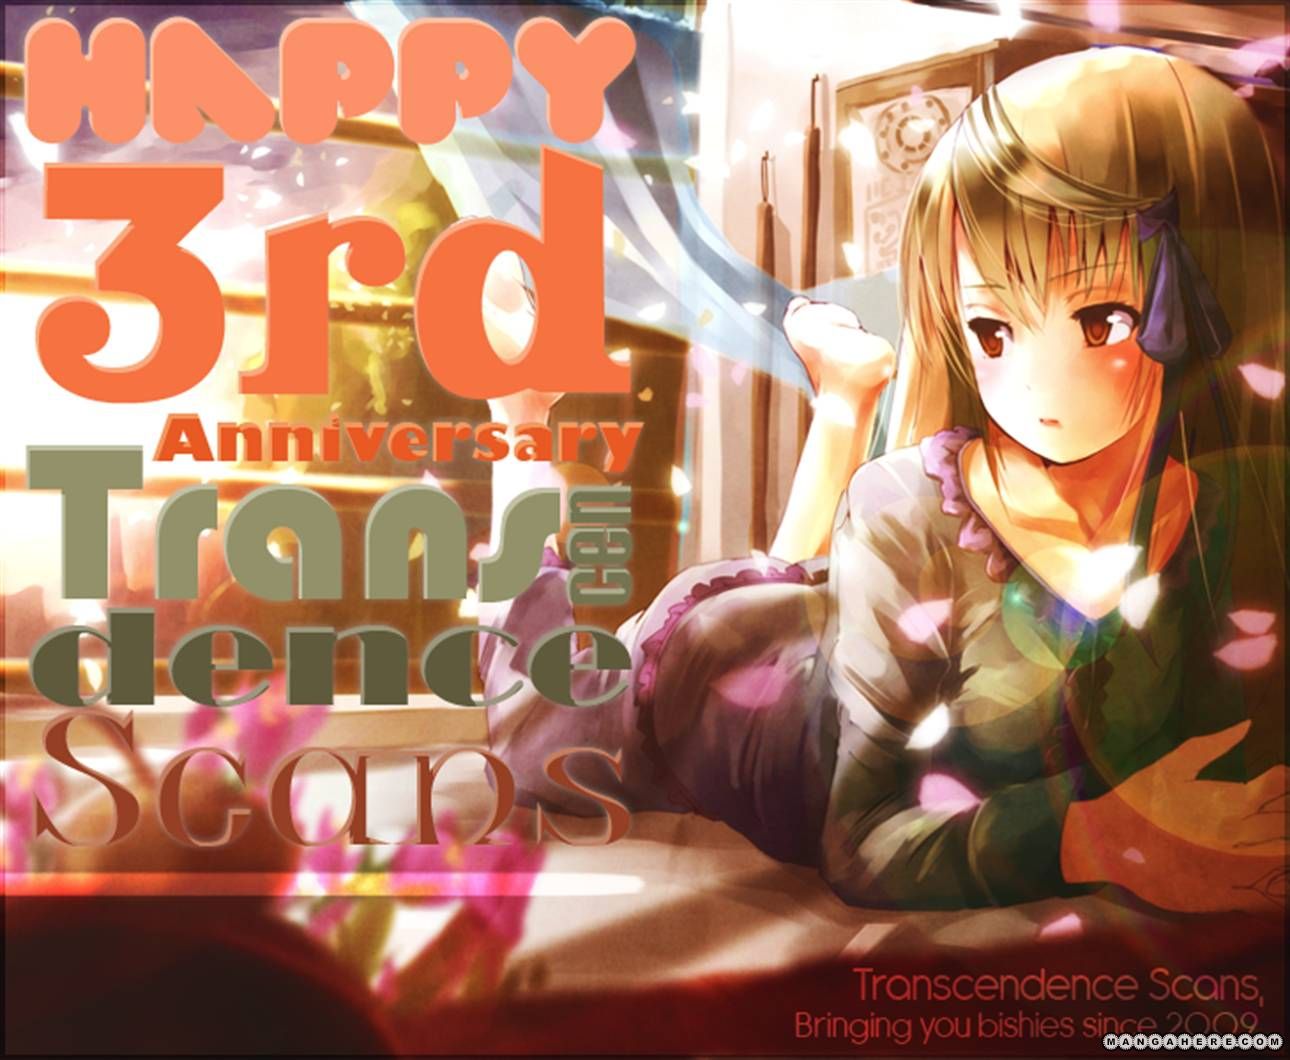 HAPPY
3rd
Anniversary
Trans
cen
dence
Scans
Transcendence Scans,
Bringing you bishies since 2009
MANGAHERE.COM